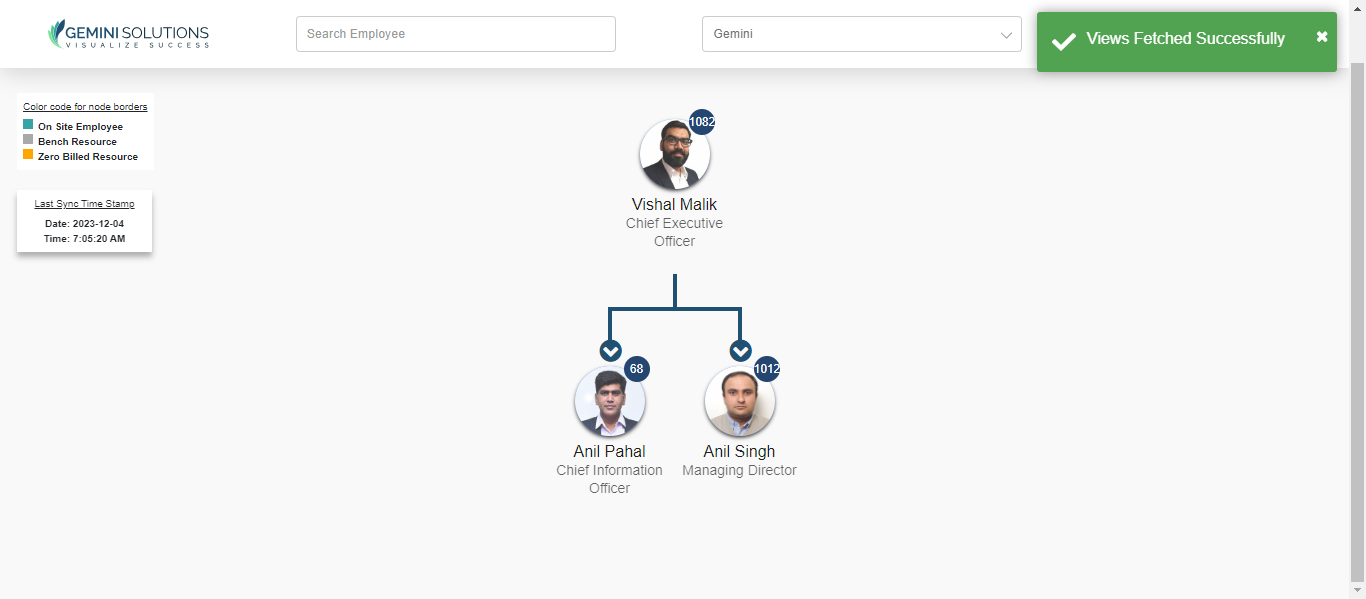 GEMINI SOLUTIONS
VISUALIZE SUCCESS
Search Employee
Gemini
Views Fetched Successfully
Color code for node borders
On Site Employee
Bench Resource
Zero Billed Resource
Last Sync Time Stamp
Date: 2023-12-04
Time: 7:05:20 AM
1082
Vishal Malik
Chief Executive
Officer
68
Anil Pahal
Chief Information
Officer
1012
Anil Singh
Managing Director